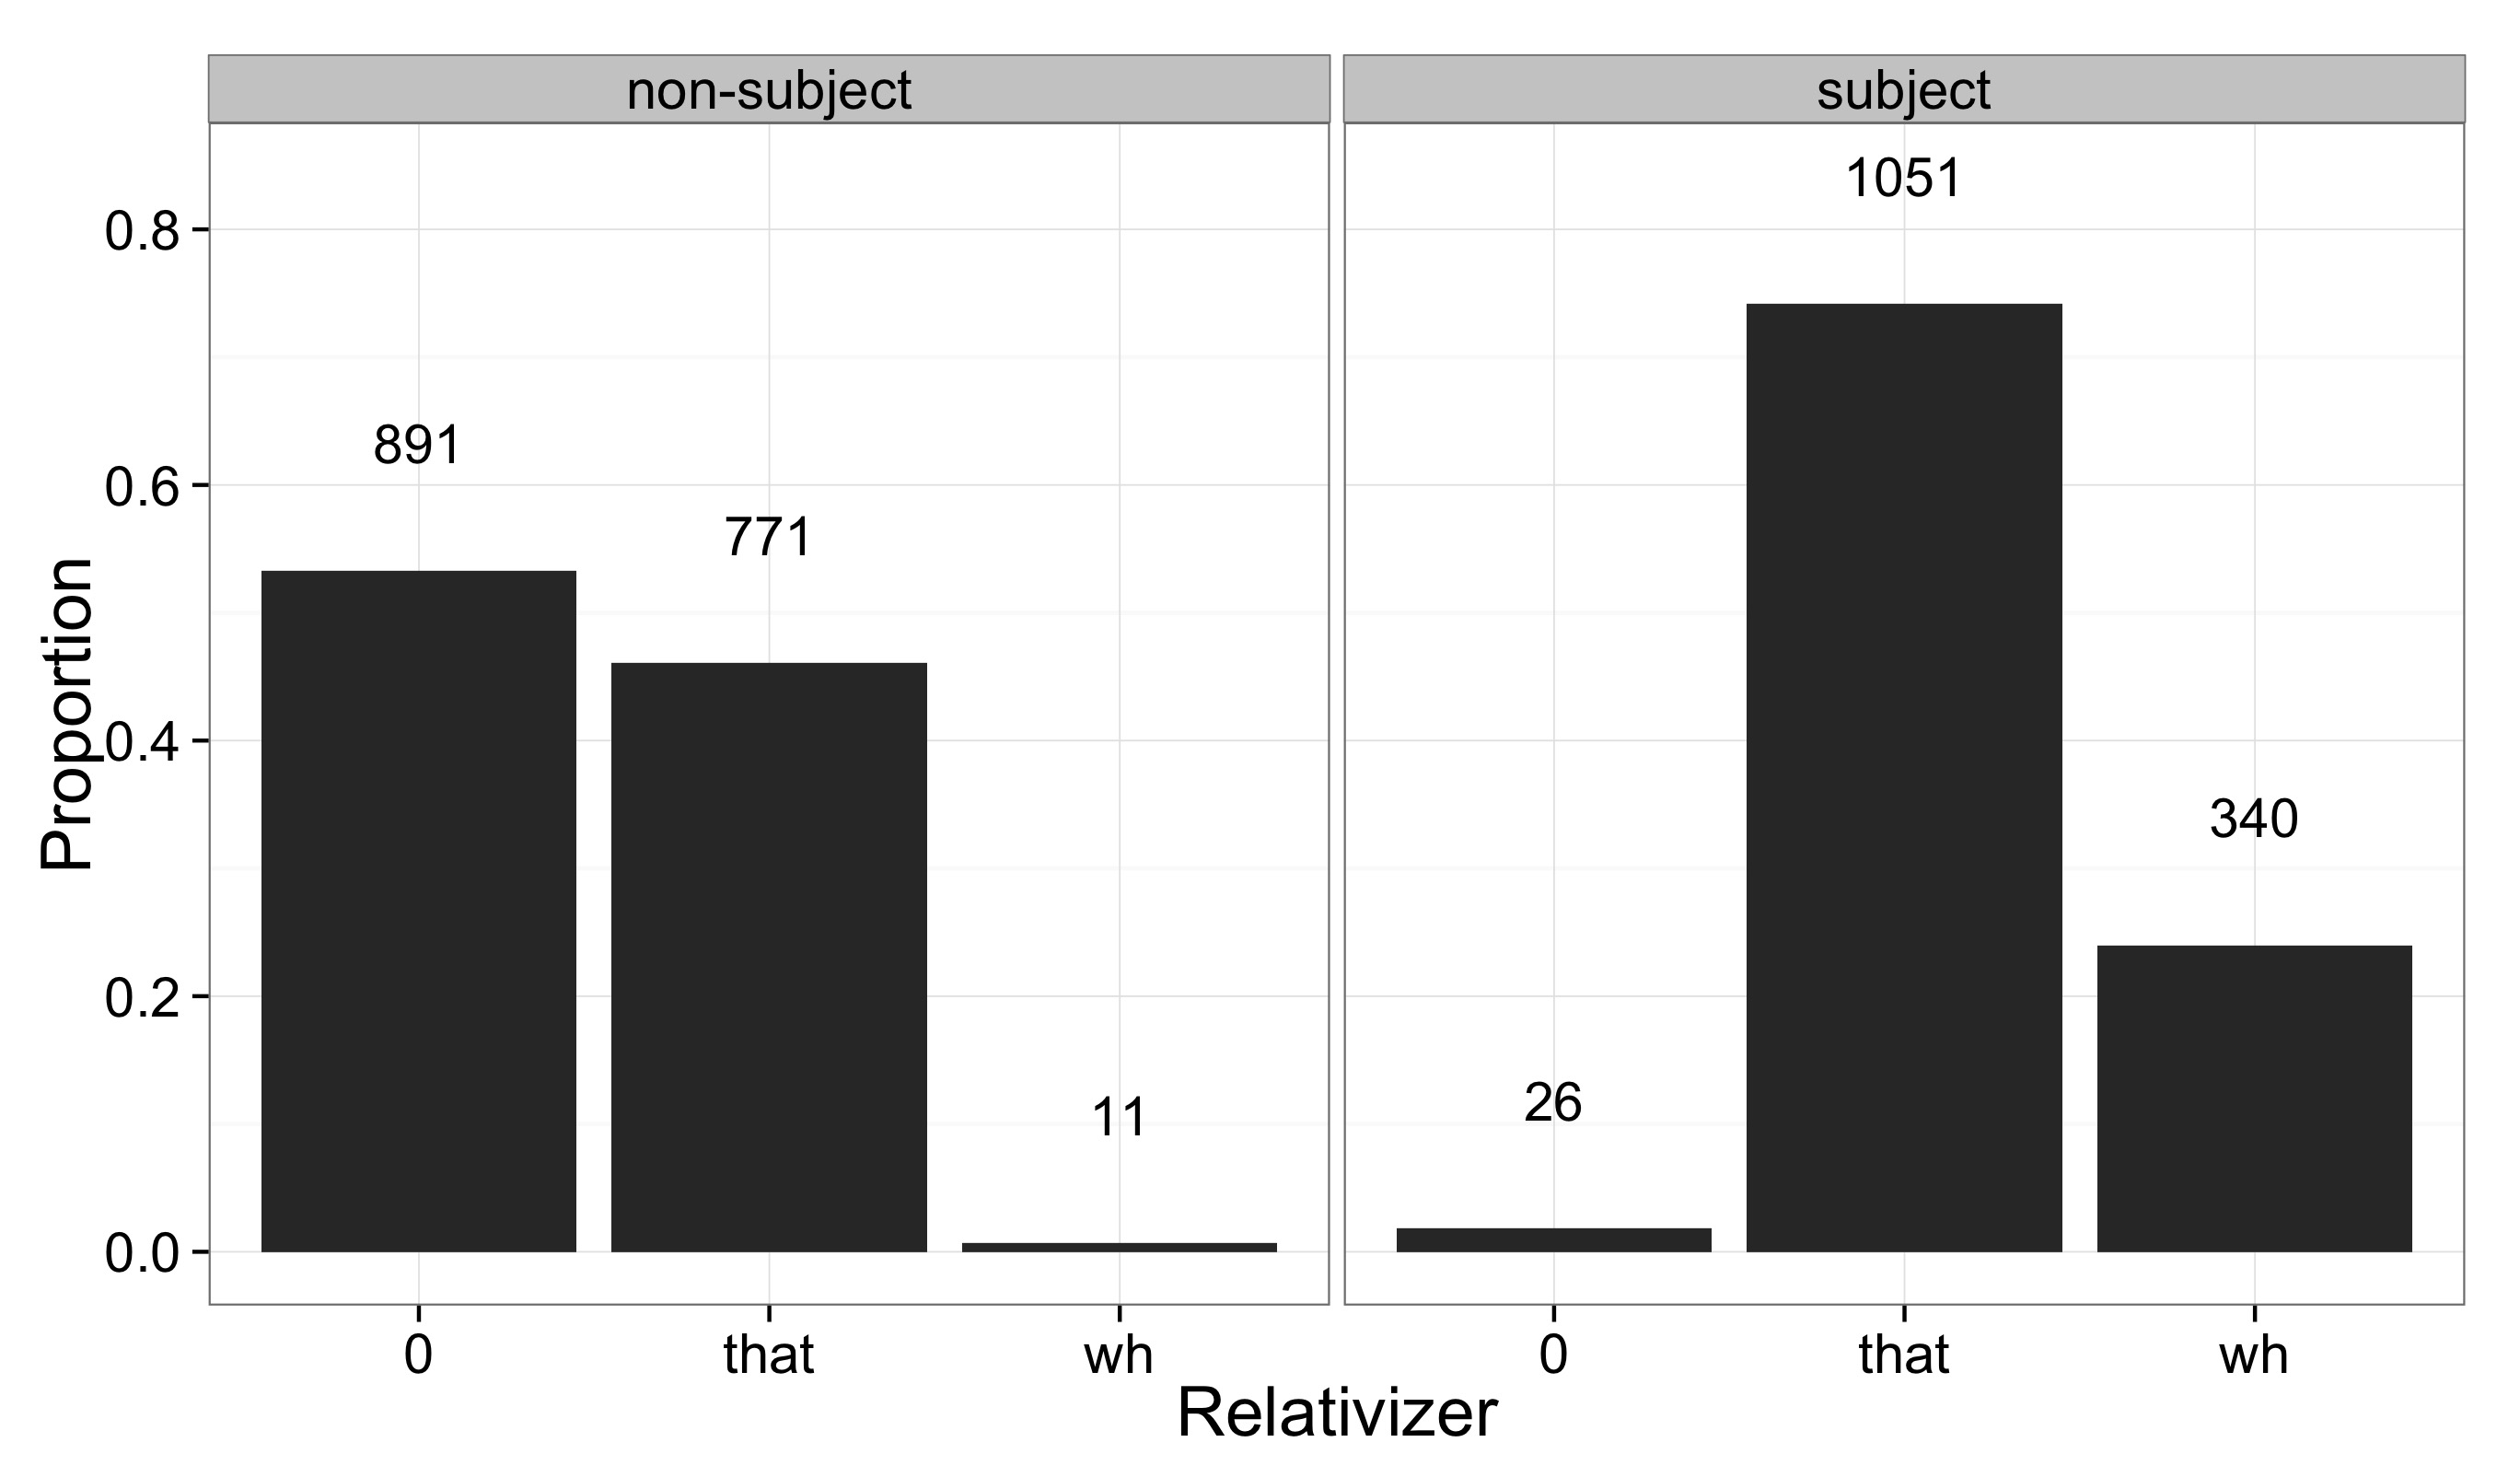 non-subject
subject
1051
0.8
891
0.6
771
Proportion
0.4
340
0.2
26
11
0.0
0 that wh
0 that wh
Relativizer